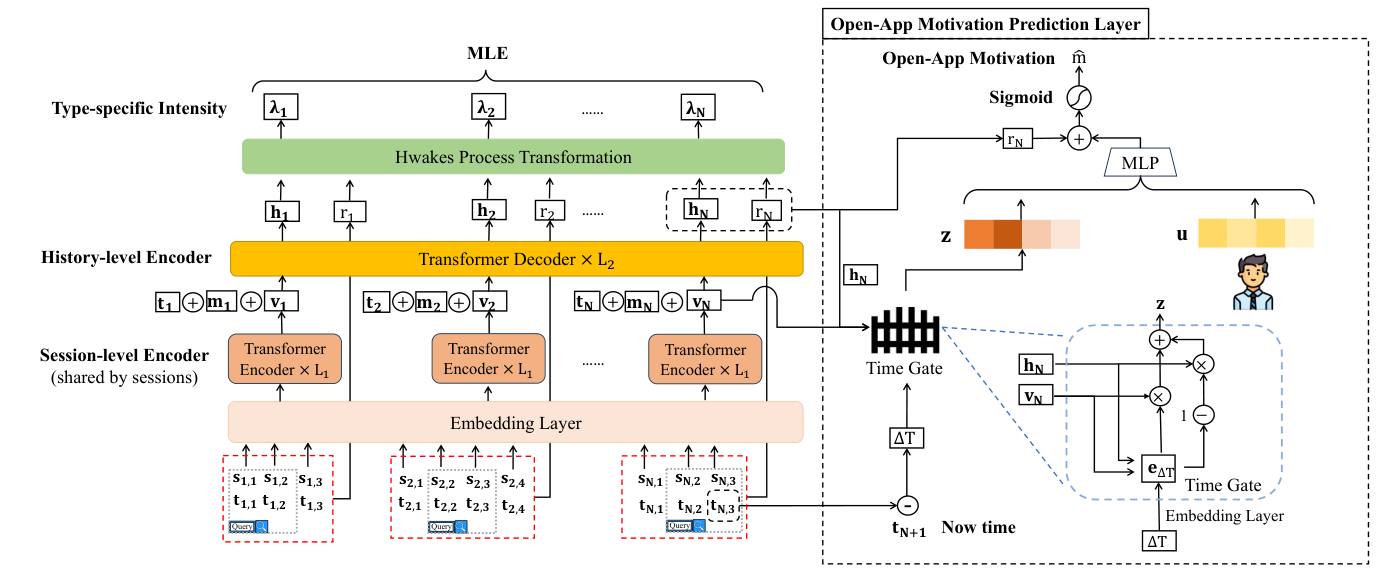 Open-App Motivation Prediction Layer
MLE
Type-specific Intensity
λ1 λ2 ...... λN
Hwakes Process Transformation
h1 r1 h2 r2 ...... hN rN
History-level Encoder
Transformer Decoder × L2
t1 + m1 + v1 t2 + m2 + v2 tN + mN + vN
Session-level Encoder
(shared by sessions)
Transformer
Encoder × L1
Transformer
Encoder × L1
......
Transformer
Encoder × L1
Embedding Layer
s1,1 s1,2 s1,3
t1,1 t1,2 t1,3
Query
s2,1 s2,2 s2,3 s2,4
t2,1 t2,2 t2,3 t2,4
Query
sN,1 sN,2 sN,3
tN,1 tN,2 tN,3
Query
Open-App Motivation m̂
Sigmoid
rN +
MLP
z
u
hN
Time Gate
ΔT
-
tN+1 Now time
z
+
hN ×
vN ×
1 −
eΔT
Time Gate
Embedding Layer
ΔT